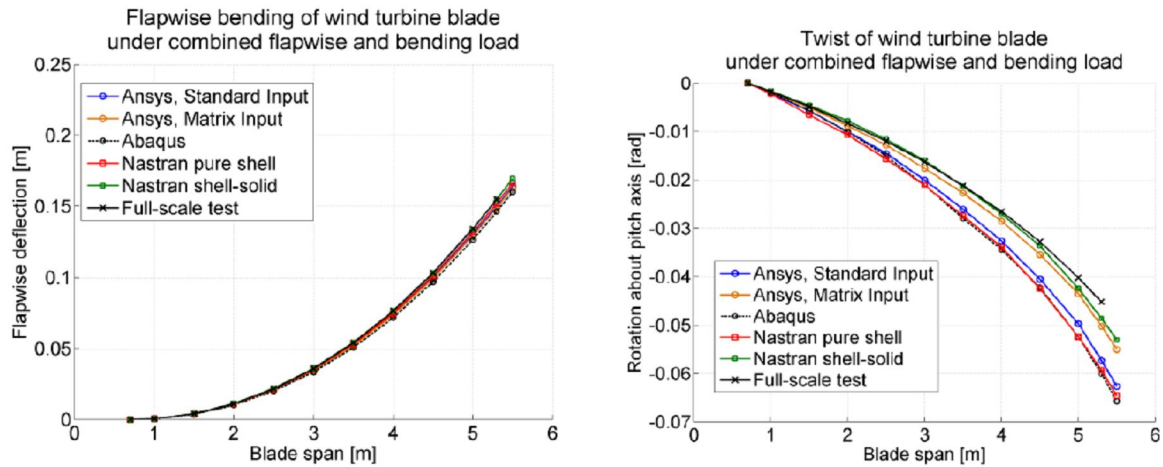 Flapwise bending of wind turbine blade
under combined flapwise and bending load
0.25
0.2
0.15
0.1
0.05
0
Flapwise deflection [m]
Ansys, Standard Input
Ansys, Matrix Input
Abaqus
Nastran pure shell
Nastran shell-solid
Full-scale test
0 1 2 3 4 5 6
Blade span [m]
Twist of wind turbine blade
under combined flapwise and bending load
0
-0.01
-0.02
-0.03
-0.04
-0.05
-0.06
-0.07
Rotation about pitch axis [rad]
Ansys, Standard Input
Ansys, Matrix Input
Abaqus
Nastran pure shell
Nastran shell-solid
Full-scale test
0 1 2 3 4 5 6
Blade span [m]